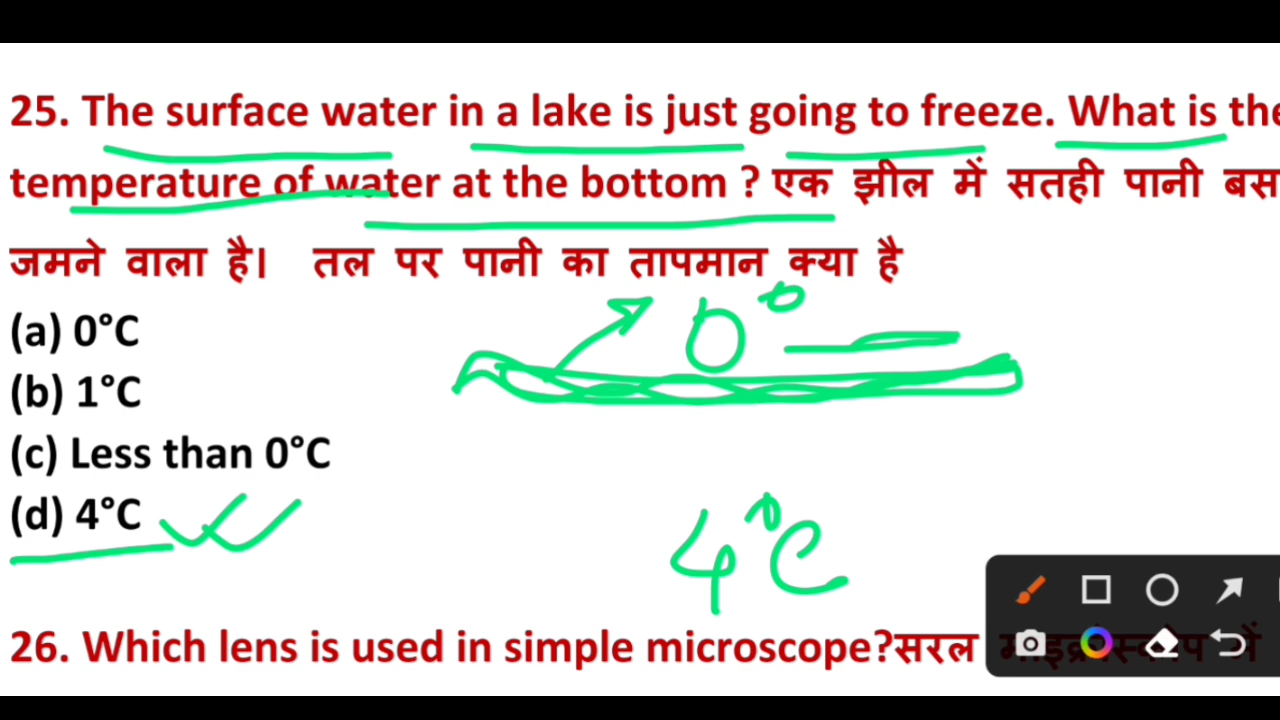 25. The surface water in a lake is just going to freeze. What is the
temperature of water at the bottom ? एक झील में सतही पानी बस
जमने वाला है। तल पर पानी का तापमान क्या है
(a) 0°C
0°
(b) 1°C
(c) Less than 0°C
(d) 4°C
4°C
26. Which lens is used in simple microscope?सरल माइक्रोस्कोप में